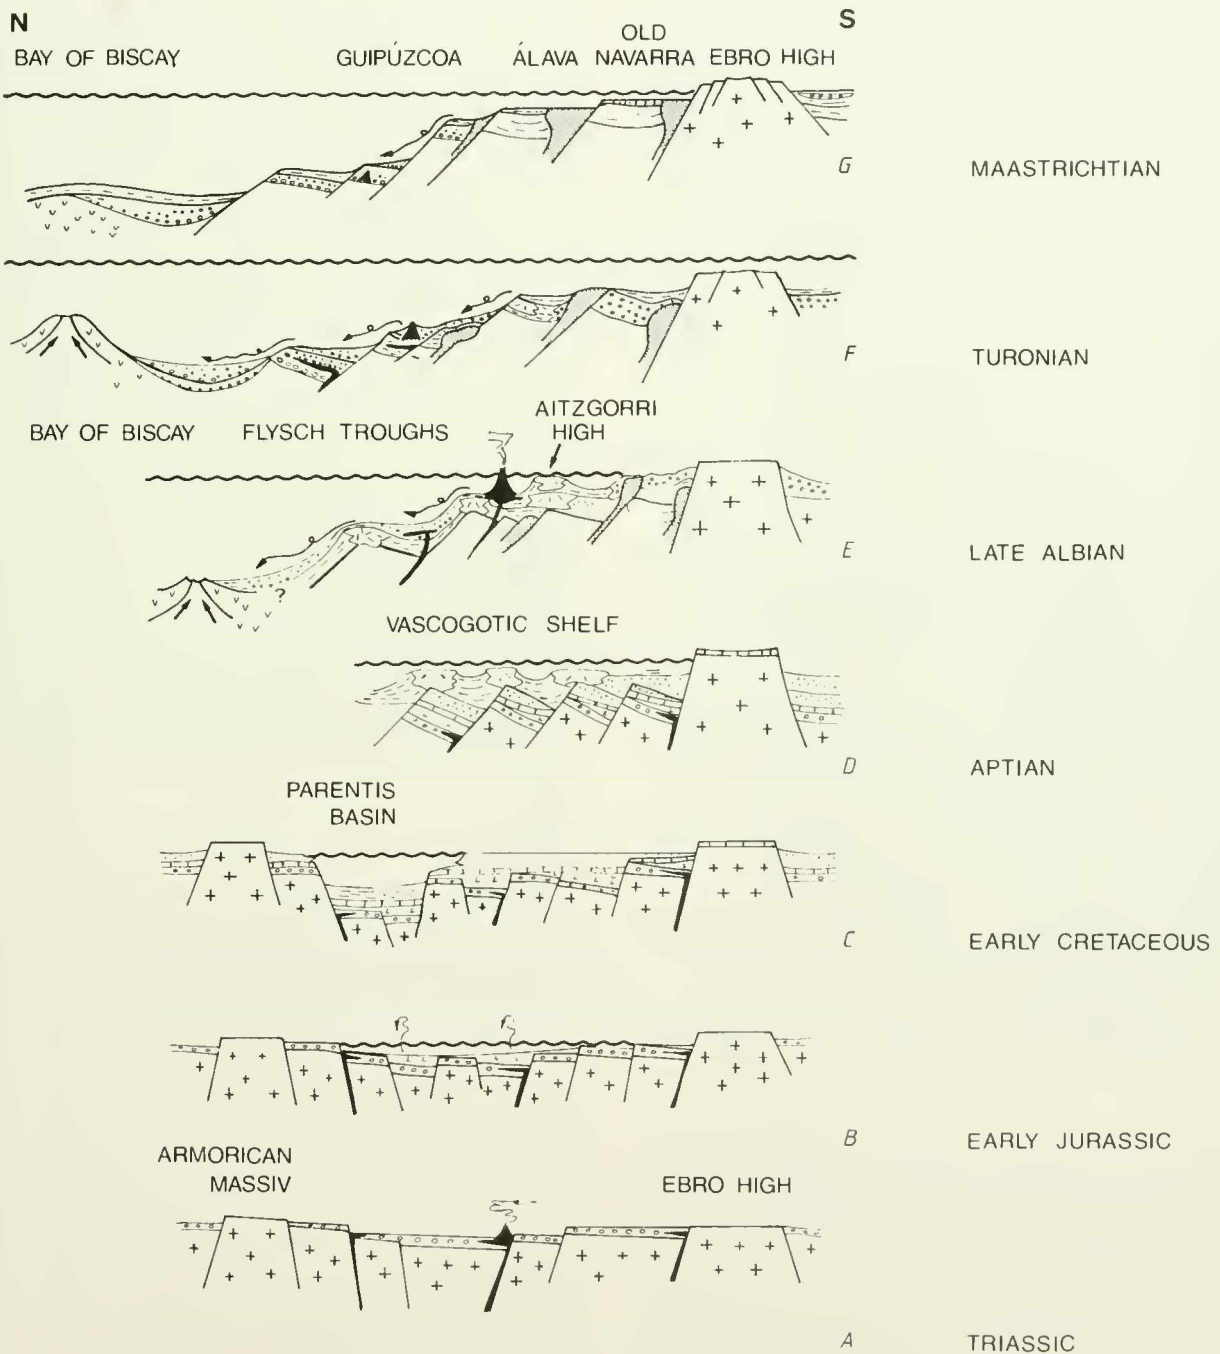 N S
BAY OF BISCAY GUIPÚZCOA ÁLAVA OLD NAVARRA EBRO HIGH
G MAASTRICHTIAN
F TURONIAN
BAY OF BISCAY FLYSCH TROUGHS AITZGORRI HIGH
?
E LATE ALBIAN
VASCOGOTIC SHELF
D APTIAN
PARENTIS
BASIN
C EARLY CRETACEOUS
B EARLY JURASSIC
ARMORICAN
MASSIV EBRO HIGH
A TRIASSIC